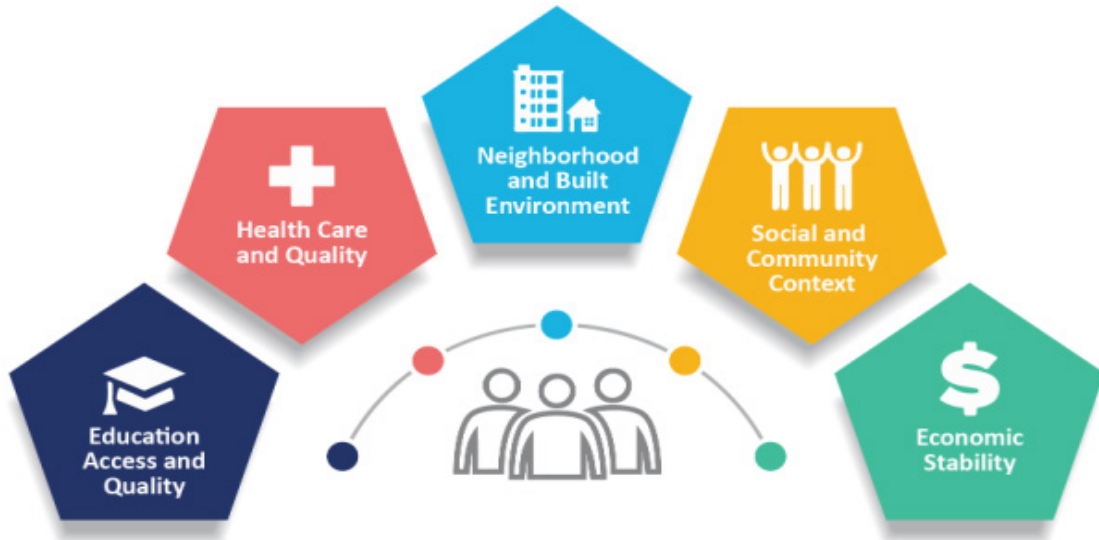 Education
Access and
Quality
Health Care
and Quality
Neighborhood
and Built
Environment
Social and
Community
Context
$
Economic
Stability